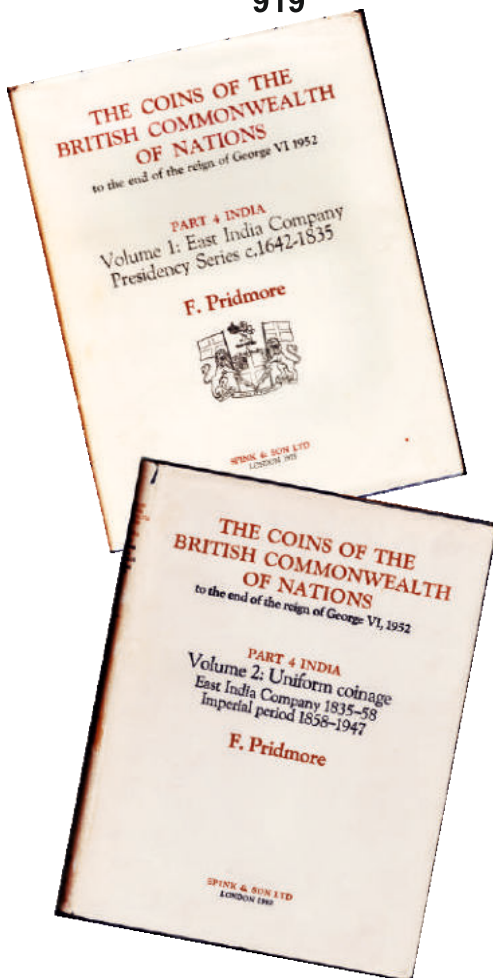 919
THE COINS OF THE
BRITISH COMMONWEALTH
OF NATIONS
to the end of the reign of George VI 1952
PART 4 INDIA
Volume 1: East India Company
Presidency Series c.1642-1835
F. Pridmore
SPINK & SON LTD
LONDON 1975
THE COINS OF THE
BRITISH COMMONWEALTH
OF NATIONS
to the end of the reign of George VI, 1952
PART 4 INDIA
Volume 2: Uniform coinage
East India Company 1835-58
Imperial period 1858-1947
F. Pridmore
SPINK & SON LTD
LONDON 1980